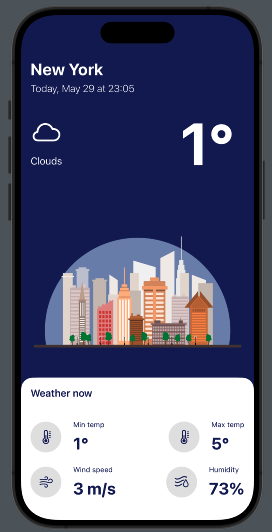 New York
Today, May 29 at 23:05
1°
Clouds
Weather now
Min temp
1°
Max temp
5°
Wind speed
3 m/s
Humidity
73%